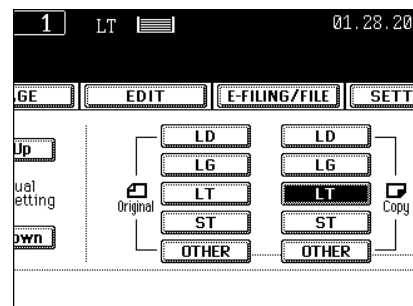 1 LT 01.28.20
.GE EDIT E-FILING/FILE SETT
LD LD
Up
LG LG
ual
etting
Original LT LT Copy
ST ST
own
OTHER OTHER